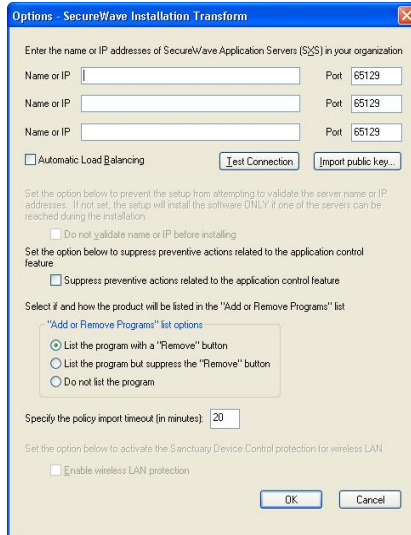 Options - SecureWave Installation Transform
Enter the name or IP addresses of SecureWave Application Servers (SXS) in your organization
Name or IP Port 65129
Name or IP Port 65129
Name or IP Port 65129
Automatic Load Balancing Test Connection Import public key...
Set the option below to prevent the setup from attempting to validate the server name or IP
addresses. If not set, the setup will install the software ONLY if one of the servers can be
reached during the installation.
Do not validate name or IP before installing
Set the option below to suppress preventive actions related to the application control
feature
Suppress preventive actions related to the application control feature
Select if and how the product will be listed in the "Add or Remove Programs" list
"Add or Remove Programs" list options
List the program with a "Remove" button
List the program but suppress the "Remove" button
Do not list the program
Specify the policy import timeout (in minutes): 20
Set the option below to activate the Sanctuary Device Control protection for wireless LAN.
Enable wireless LAN protection
OK Cancel